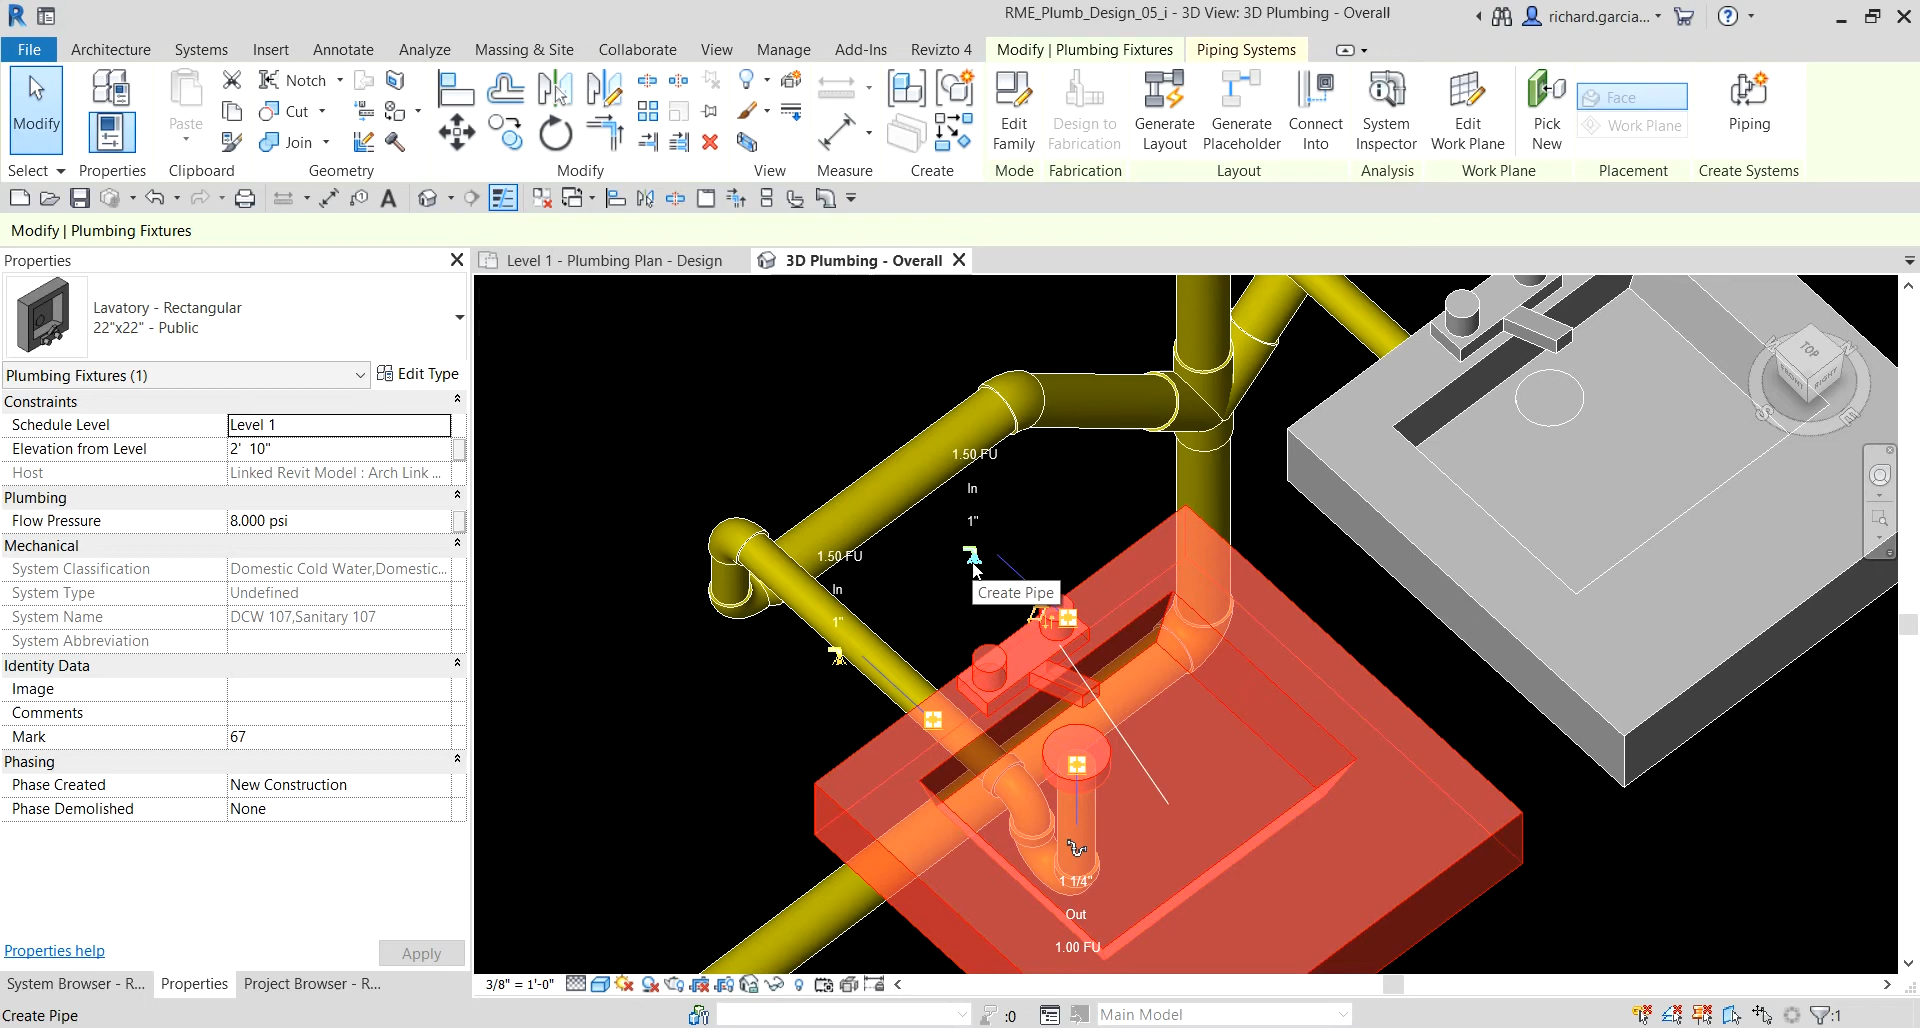 RME_Plumb_Design_05_i - 3D View: 3D Plumbing - Overall
richard.garcia...
File Architecture Systems Insert Annotate Analyze Massing & Site Collaborate View Manage Add-Ins Revizto 4 Modify | Plumbing Fixtures Piping Systems
Modify
Paste
Notch
Cut
Join
Edit Family
Design to Fabrication
Generate Layout
Generate Placeholder
Connect Into
System Inspector
Edit Work Plane
Pick New
Face
Work Plane
Piping
Select Properties Clipboard Geometry Modify View Measure Create Mode Fabrication Layout Analysis Work Plane Placement Create Systems
Modify | Plumbing Fixtures
Properties
Level 1 - Plumbing Plan - Design
3D Plumbing - Overall
Lavatory - Rectangular
22"x22" - Public
Plumbing Fixtures (1)
Edit Type
Constraints
Schedule Level Level 1
Elevation from Level 2' 10"
Host Linked Revit Model : Arch Link ...
Plumbing
Flow Pressure 8.000 psi
Mechanical
System Classification Domestic Cold Water,Domestic...
System Type Undefined
System Name DCW 107,Sanitary 107
System Abbreviation
Identity Data
Image
Comments
Mark 67
Phasing
Phase Created New Construction
Phase Demolished None
Properties help
Apply
System Browser - R...
Properties
Project Browser - R...
1.50 FU
In
1"
1.50 FU
In
1"
Create Pipe
1 1/4"
Out
1.00 FU
TOP
FRONT
RIGHT
W
N
S
E
3/8" = 1'-0"
Create Pipe
:0
Main Model
:1